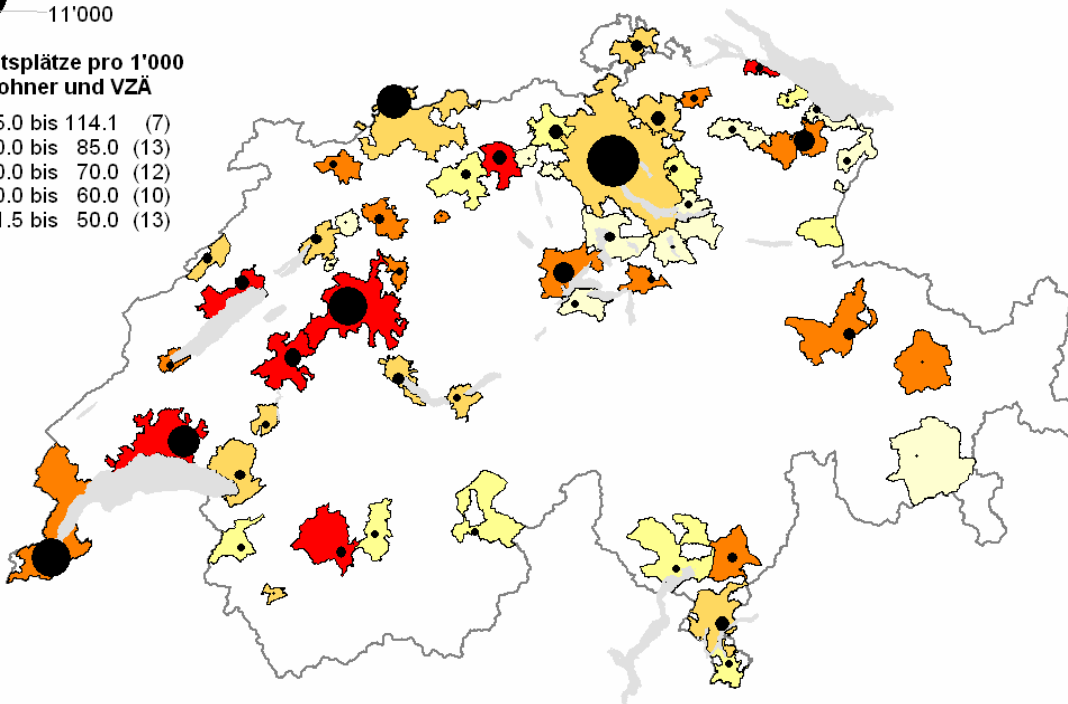 11'000
tsplätze pro 1'000
ohner und VZÄ
5.0 bis 114.1 (7)
0.0 bis 85.0 (13)
0.0 bis 70.0 (12)
0.0 bis 60.0 (10)
1.5 bis 50.0 (13)